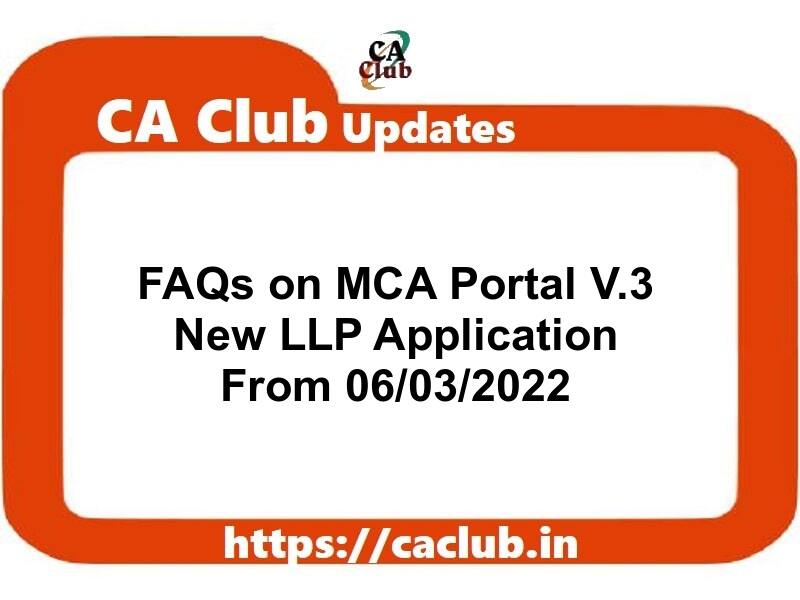 CA
Club
CA Club Updates
FAQs on MCA Portal V.3
New LLP Application
From 06/03/2022
https://caclub.in